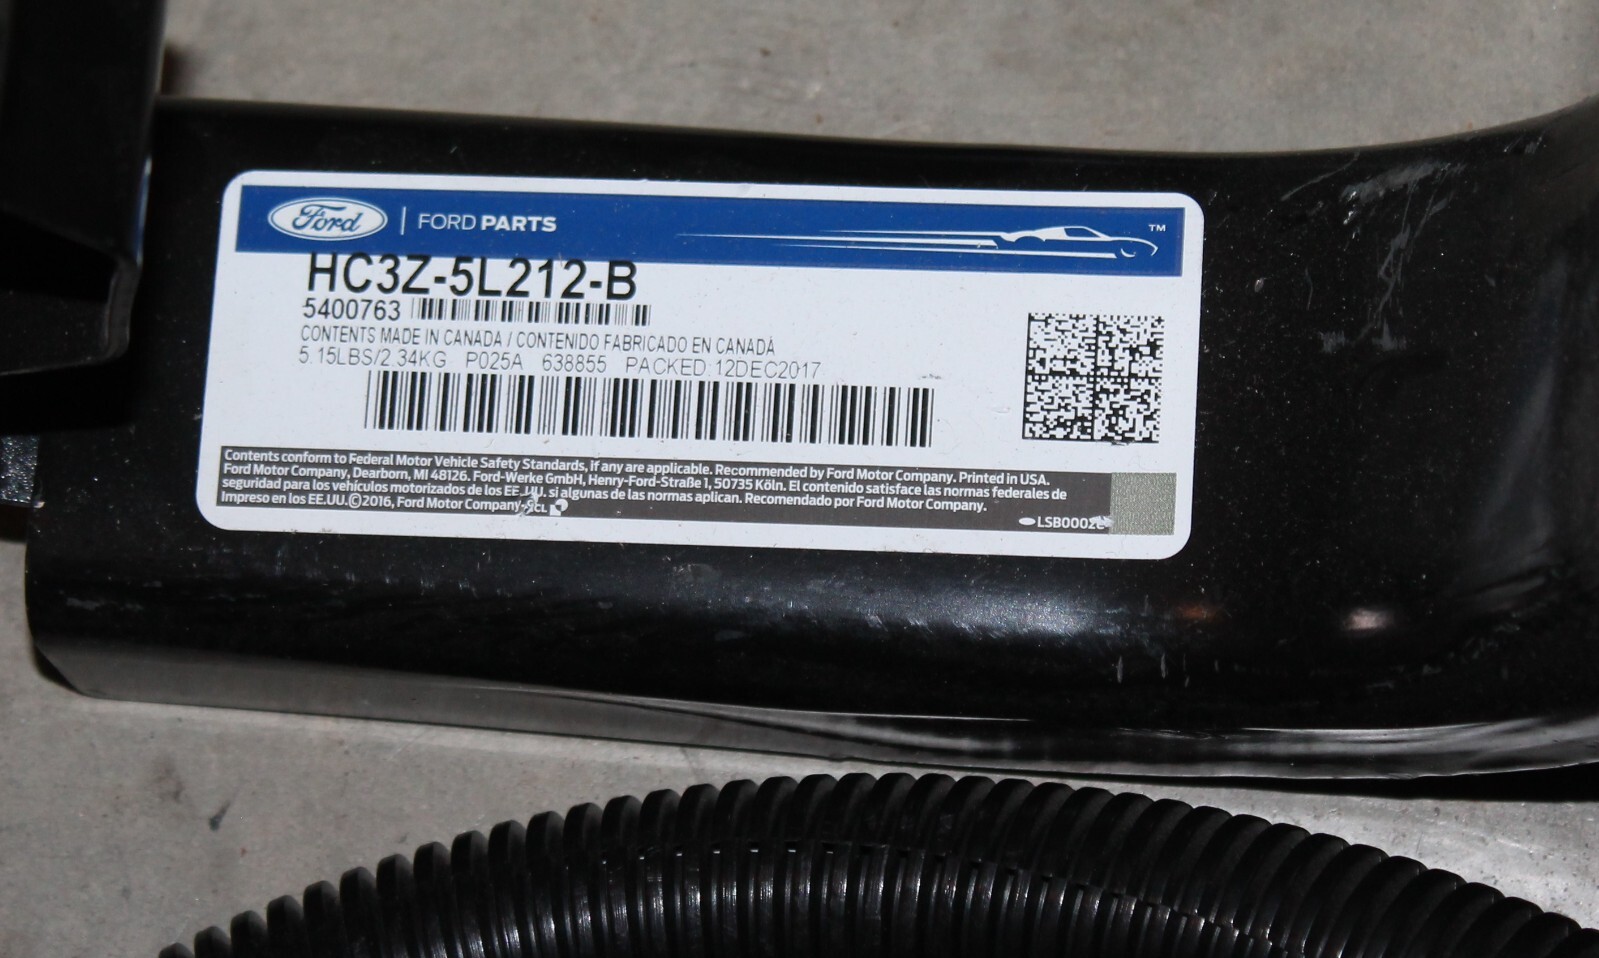 Ford | FORD PARTS
TM
HC3Z-5L212-B
5400763
CONTENTS MADE IN CANADA / CONTENIDO FABRICADO EN CANADÁ
5.15LBS/2.34KG P025A 638855 PACKED:12DEC2017
Contents conform to Federal Motor Vehicle Safety Standards, if any are applicable. Recommended by Ford Motor Company. Printed in USA.
Ford Motor Company, Dearborn, MI 48126. Ford-Werke GmbH, Henry-Ford-Straße 1, 50735 Köln. El contenido satisface las normas federales de
seguridad para los vehículos motorizados de los EE.UU. si algunas de las normas aplican. Recomendado por Ford Motor Company.
Impreso en los EE.UU.©2016, Ford Motor Company